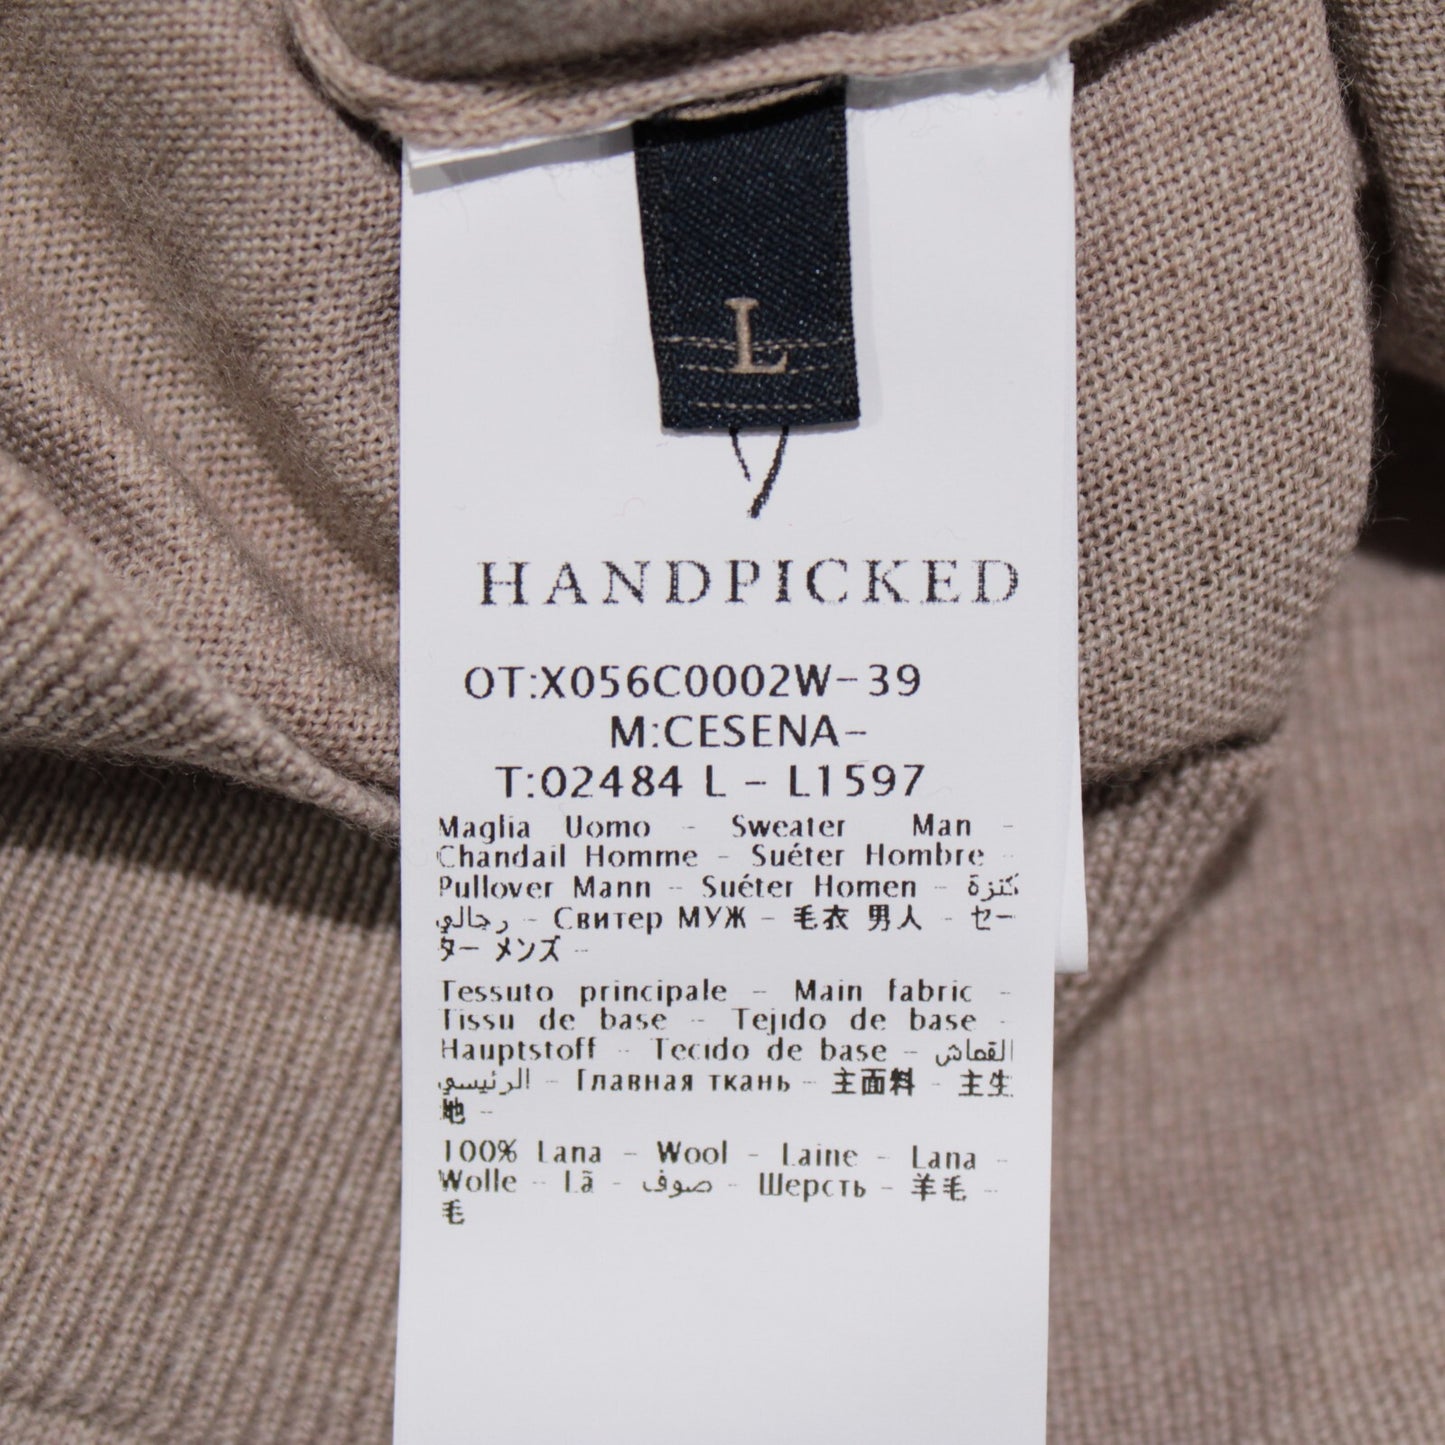 L
HANDPICKED
OT:X056C0002W-39
M:CESENA-
T:02484 L - L1597
Maglia Uomo - Sweater Man -
Chandail Homme - Suéter Hombre -
Pullover Mann - Suéter Homen - كنزة
رجالي - Свитер МУЖ - 毛衣 男人 - セー
ター メンズ -
Tessuto principale - Main fabric -
Tissu de base - Tejido de base -
Hauptstoff - Tecido de base - القماش
الرئيسي - Главная ткань - 主面料 - 主生
地 -
100% Lana - Wool - Laine - Lana -
Wolle - Lã - صوف - Шерсть - 羊毛 -
毛